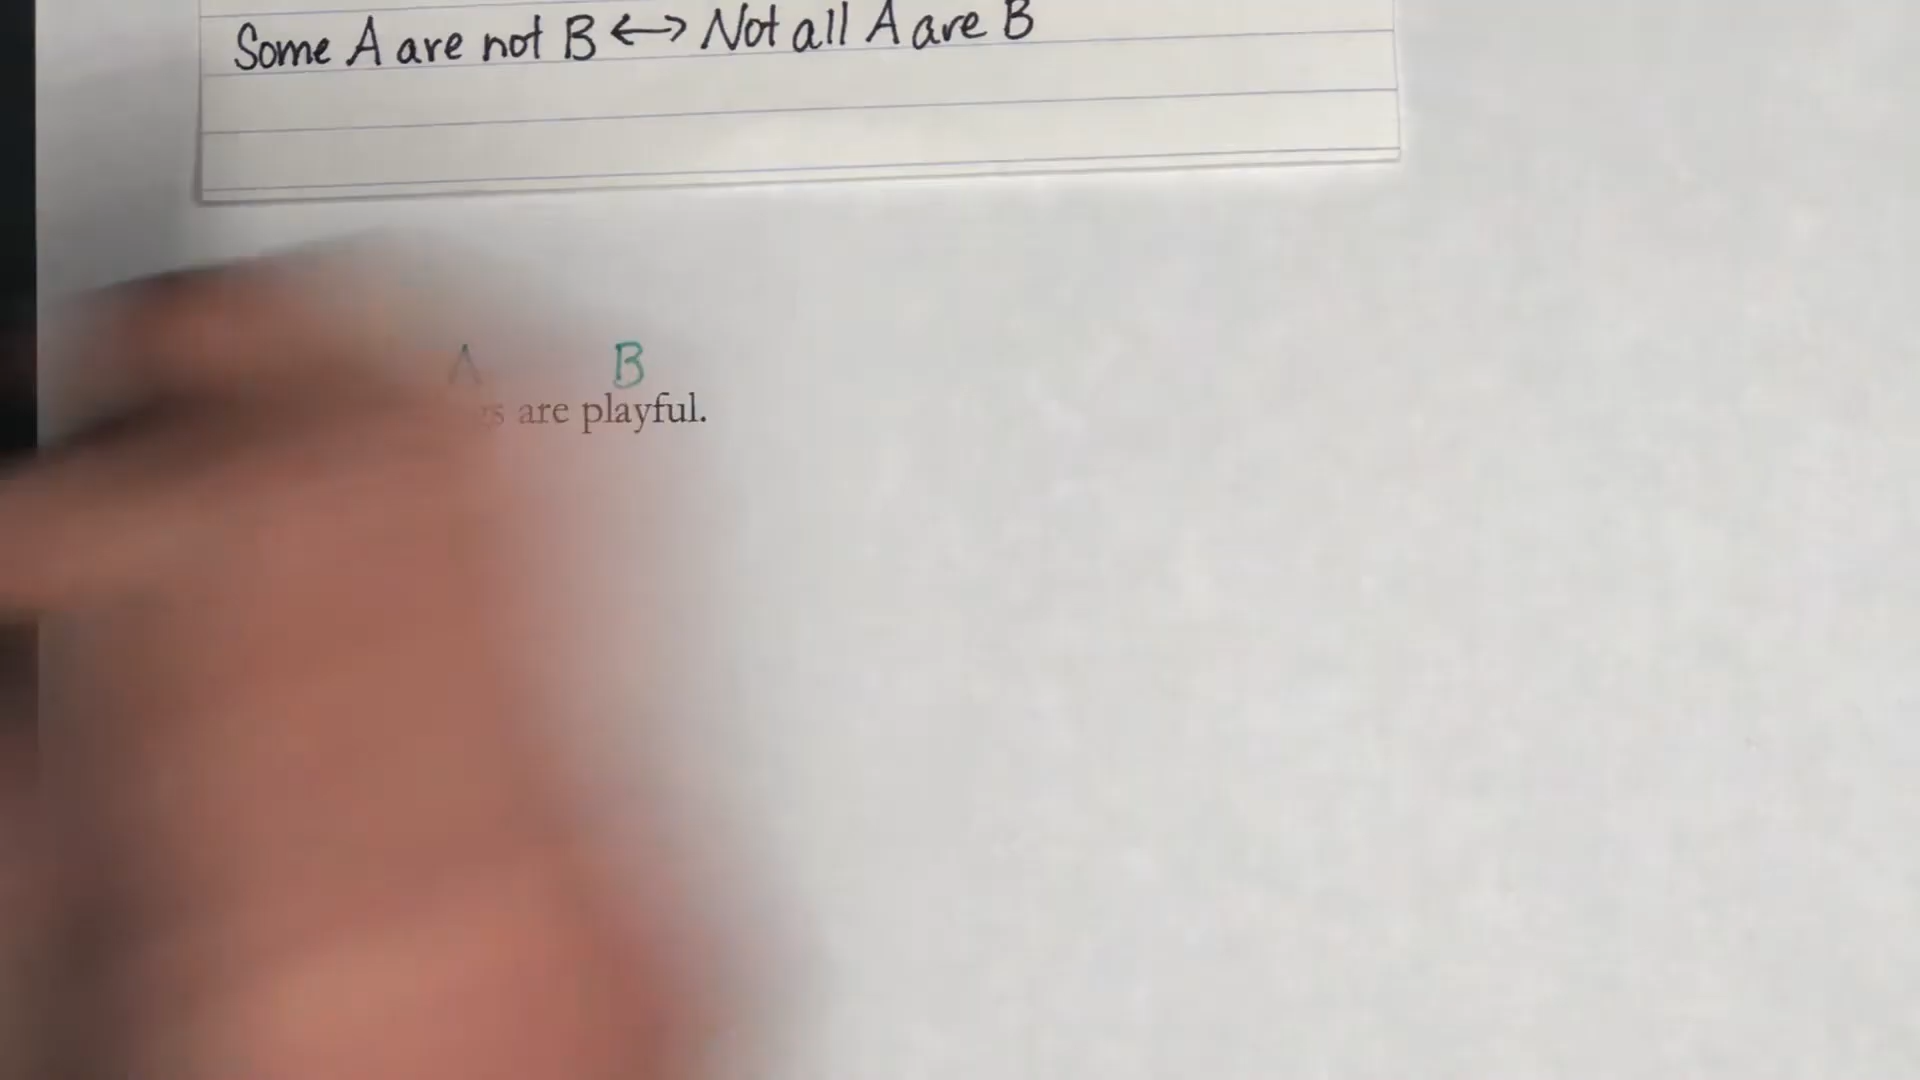 Some A are not B ↔ Not all A are B
A B
are playful.